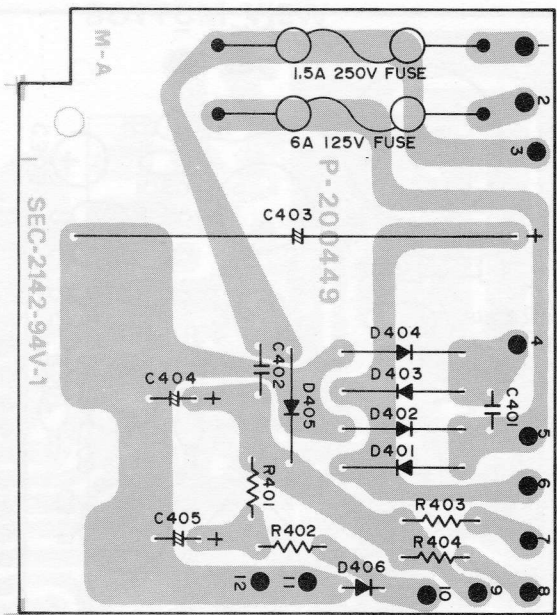 M-A
1
1.5A 250V FUSE
2
6A 125V FUSE
3
P-200449
SEC-2142-94V-1
C403
+
D404
4
C402
D403
C404
+
D405
C401
D402
5
D401
R401
6
R403
C405
+
R402
R404
7
D406
12
11
10
9
8